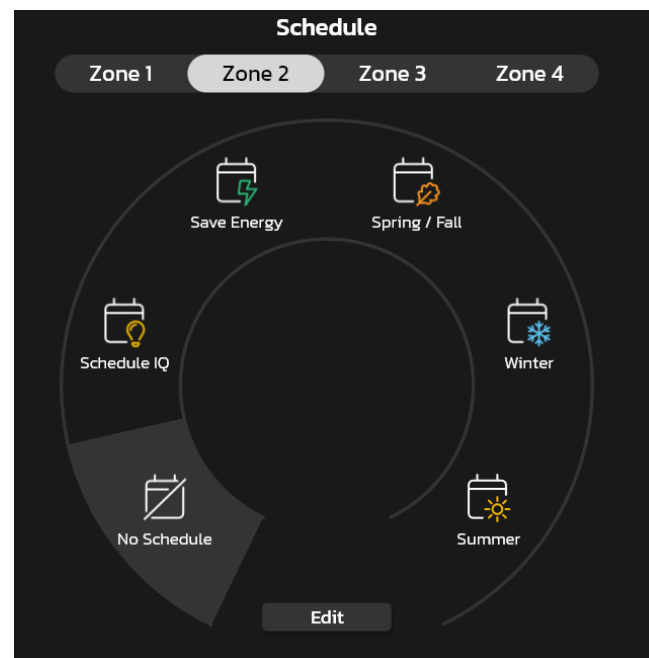 Schedule
Zone 1
Zone 2
Zone 3
Zone 4
Save Energy
Spring / Fall
Schedule IQ
Winter
No Schedule
Summer
Edit